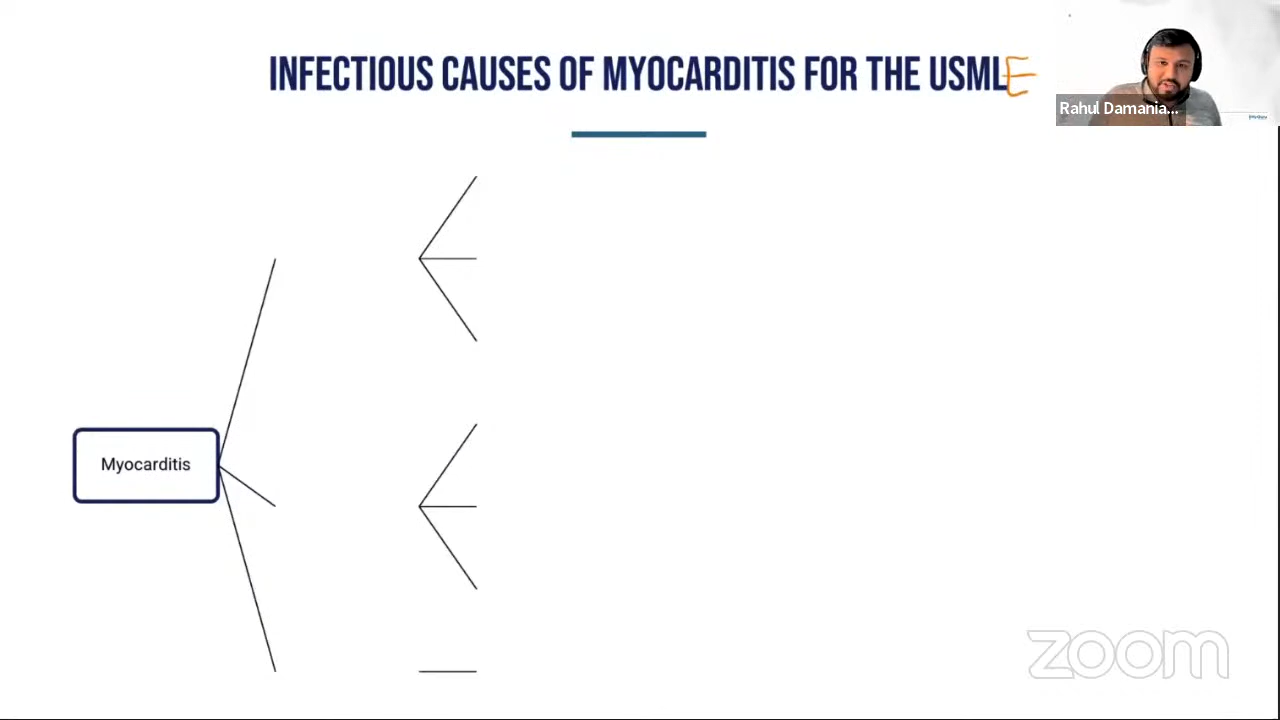 INFECTIOUS CAUSES OF MYOCARDITIS FOR THE USMLE
Rahul Damania...
Myocarditis
zoom